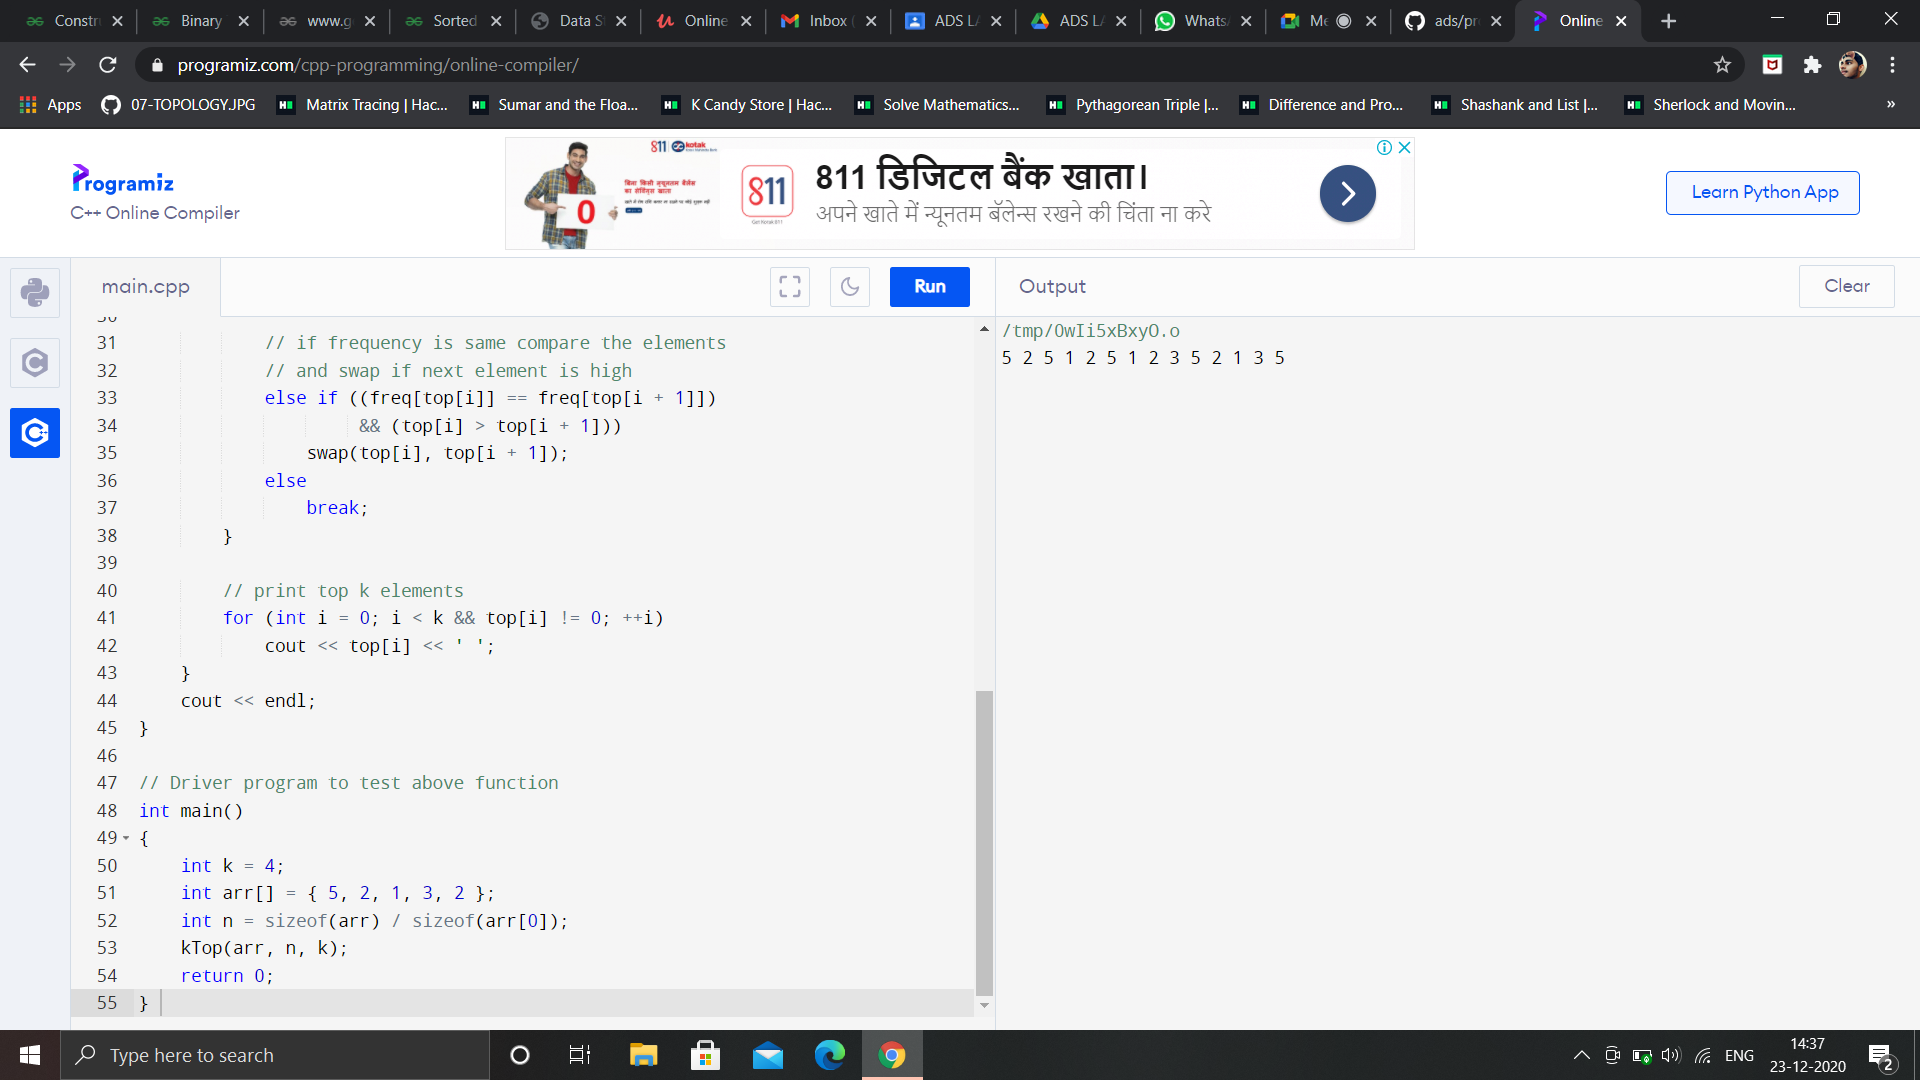 Constru
Binary
www.g
Sorted
Data S
Online
Inbox (
ADS LA
ADS LA
Whats
Me
ads/pr
Online
programiz.com/cpp-programming/online-compiler/
Apps
07-TOPOLOGY.JPG
Matrix Tracing | Hac...
Sumar and the Floa...
K Candy Store | Hac...
Solve Mathematics...
Pythagorean Triple |...
Difference and Pro...
Shashank and List |...
Sherlock and Movin...
»
Programiz
C++ Online Compiler
811 kotak
0
811
811 डिजिटल बैंक खाता।
अपने खाते में न्यूनतम बॅलेन्स रखने की चिंता ना करे
Learn Python App
main.cpp
Run
Output
Clear
30
31 // if frequency is same compare the elements
32 // and swap if next element is high
33 else if ((freq[top[i]] == freq[top[i + 1]])
34 && (top[i] > top[i + 1]))
35 swap(top[i], top[i + 1]);
36 else
37 break;
38 }
39
40 // print top k elements
41 for (int i = 0; i < k && top[i] != 0; ++i)
42 cout << top[i] << ' ';
43 }
44 cout << endl;
45 }
46
47 // Driver program to test above function
48 int main()
49 {
50 int k = 4;
51 int arr[] = { 5, 2, 1, 3, 2 };
52 int n = sizeof(arr) / sizeof(arr[0]);
53 kTop(arr, n, k);
54 return 0;
55 }
/tmp/OwIi5xBxyO.o
5 2 5 1 2 5 1 2 3 5 2 1 3 5
Type here to search
ENG
14:37
23-12-2020
2